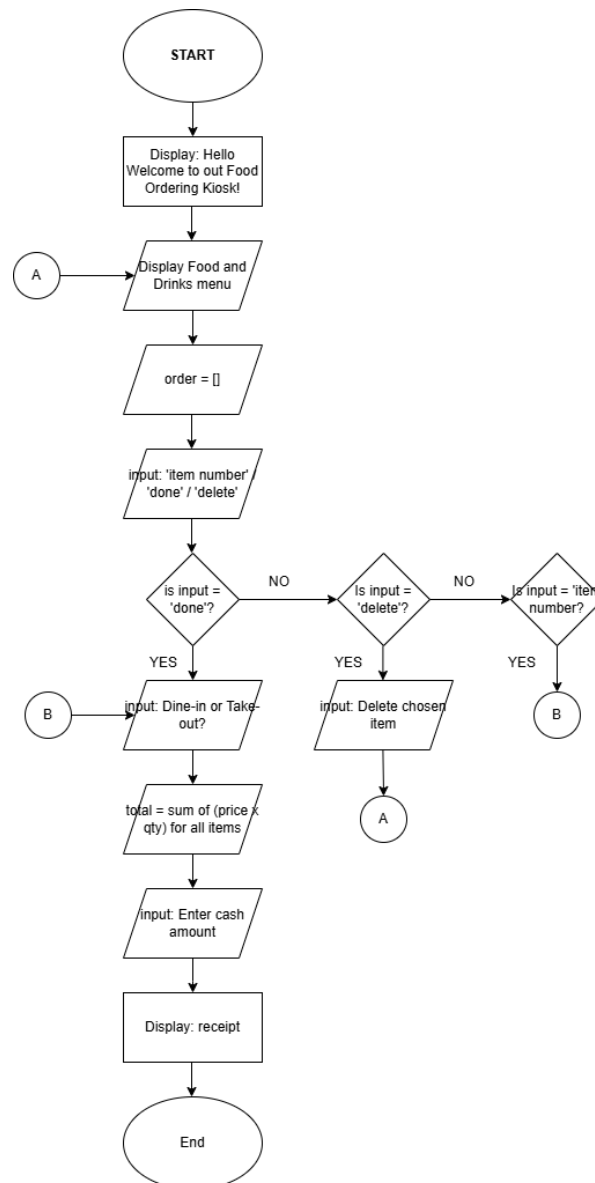 START
Display: Hello
Welcome to out Food
Ordering Kiosk!
A
Display Food and
Drinks menu
order = []
input: 'item number' /
'done' / 'delete'
is input =
'done'?
NO
Is input =
'delete'?
NO
Is input = 'item
number?
YES
YES
YES
B
input: Dine-in or Take-
out?
input: Delete chosen
item
B
total = sum of (price x
qty) for all items
A
input: Enter cash
amount
Display: receipt
End